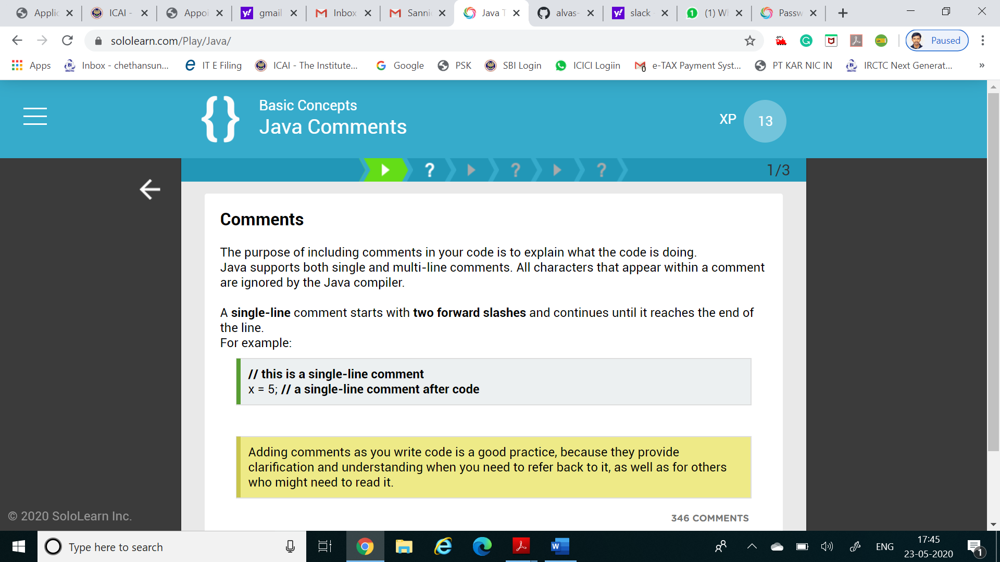 Applic
ICAI -
Appoi
gmail
Inbox
Sanni
Java T
alvas-
slack
(1) W
Passw
sololearn.com/Play/Java/
Paused
Apps
Inbox - chethansun...
IT E Filing
ICAI - The Institute...
Google
PSK
SBI Login
ICICI Logiin
e-TAX Payment Syst...
PT KAR NIC IN
IRCTC Next Generat...
»
{}
Basic Concepts
Java Comments
XP
13
? ? ?
1/3
Comments
The purpose of including comments in your code is to explain what the code is doing.
Java supports both single and multi-line comments. All characters that appear within a comment
are ignored by the Java compiler.
A single-line comment starts with two forward slashes and continues until it reaches the end of
the line.
For example:
// this is a single-line comment
x = 5; // a single-line comment after code
Adding comments as you write code is a good practice, because they provide
clarification and understanding when you need to refer back to it, as well as for others
who might need to read it.
© 2020 SoloLearn Inc.
346 COMMENTS
Type here to search
ENG
17:45
23-05-2020
1